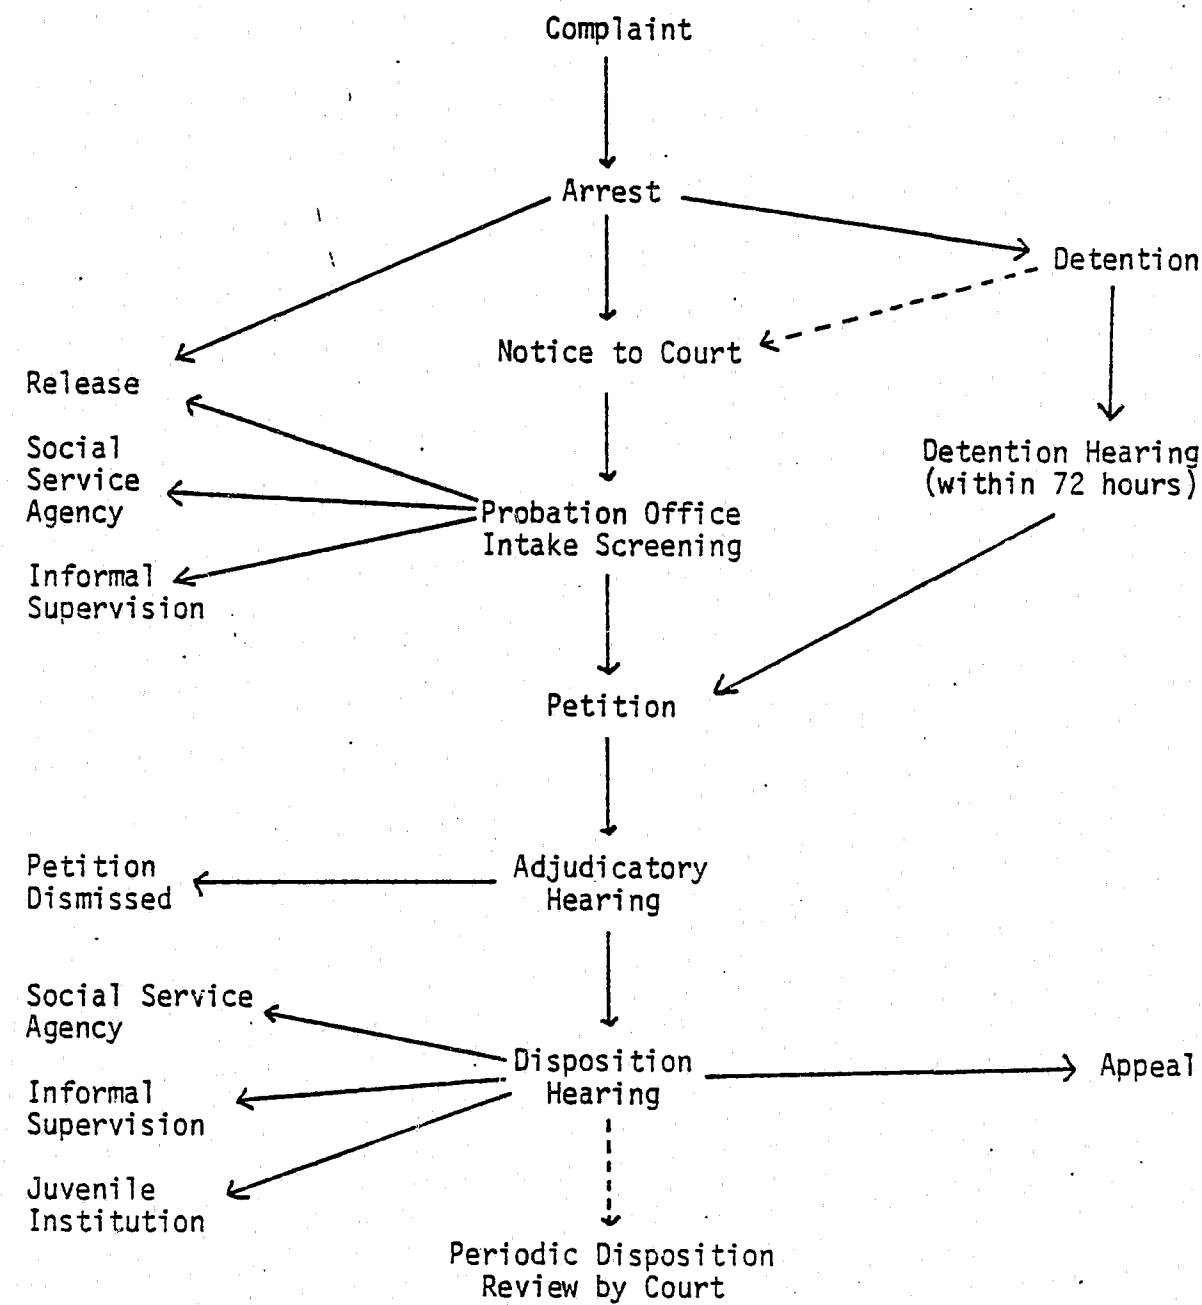 Complaint
Arrest
Detention
Notice to Court
Release
Social
Service
Agency
Detention Hearing
(within 72 hours)
Probation Office
Intake Screening
Informal
Supervision
Petition
Petition
Dismissed
Adjudicatory
Hearing
Social Service
Agency
Disposition
Hearing
Appeal
Informal
Supervision
Juvenile
Institution
Periodic Disposition
Review by Court